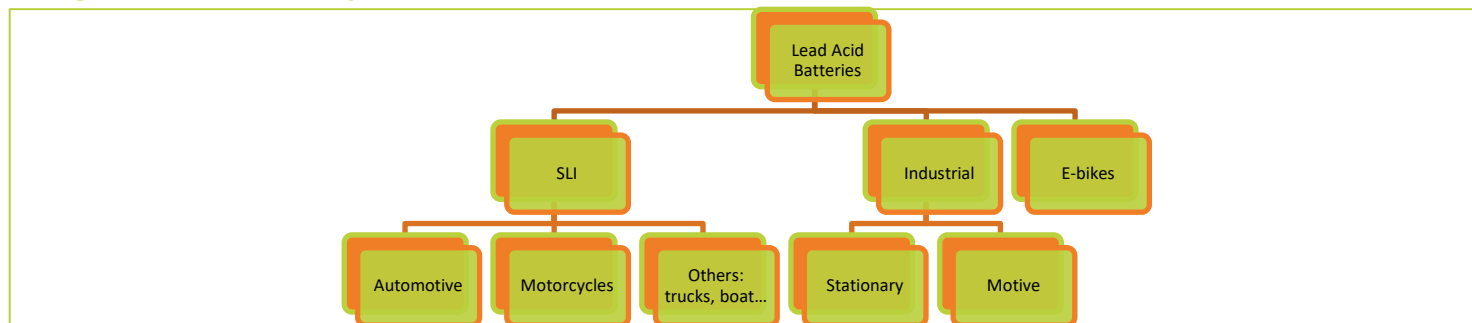 Lead Acid
Batteries
SLI
Industrial
E-bikes
Automotive
Motorcycles
Others:
trucks, boat...
Stationary
Motive